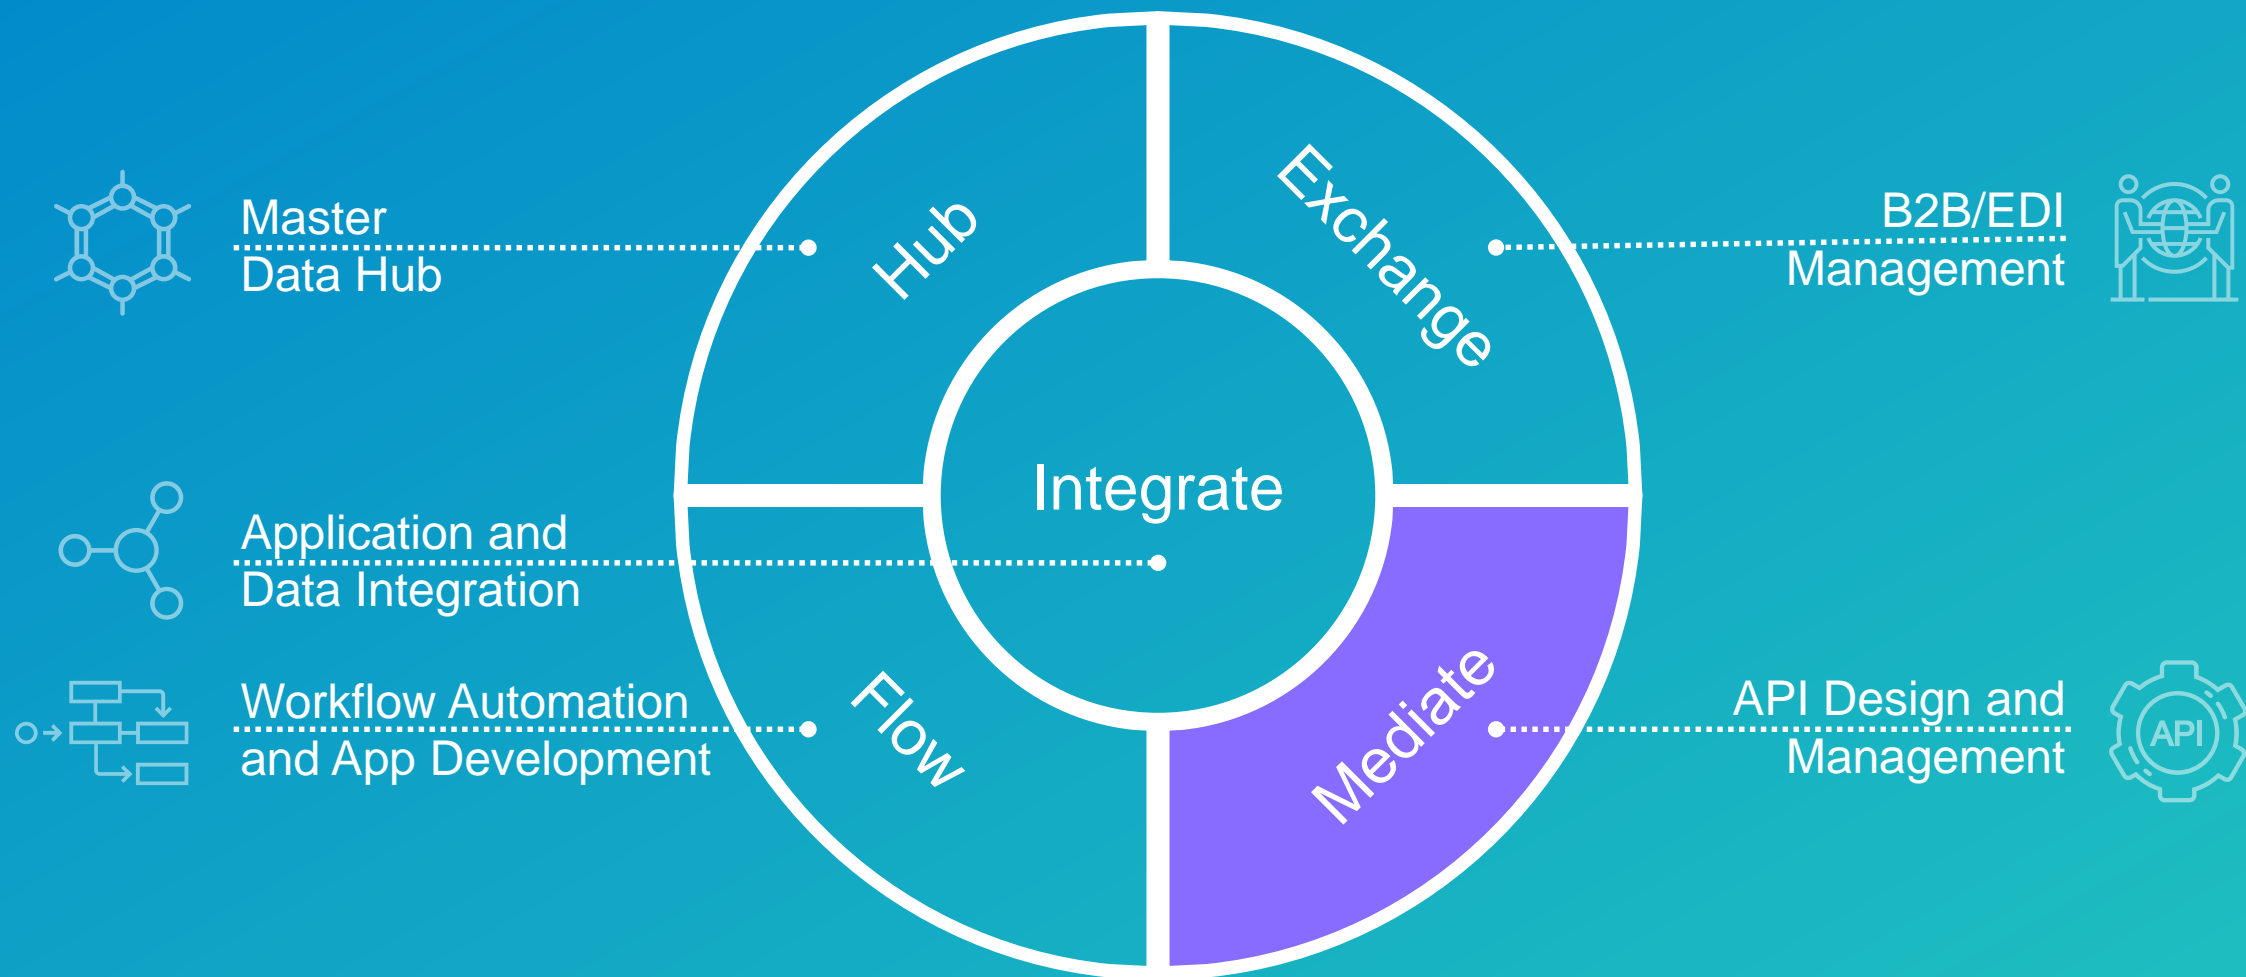 Master
Data Hub
Hub
Exchange
B2B/EDI
Management
Integrate
Application and
Data Integration
Workflow Automation
and App Development
Flow
Mediate
API Design and
Management
API